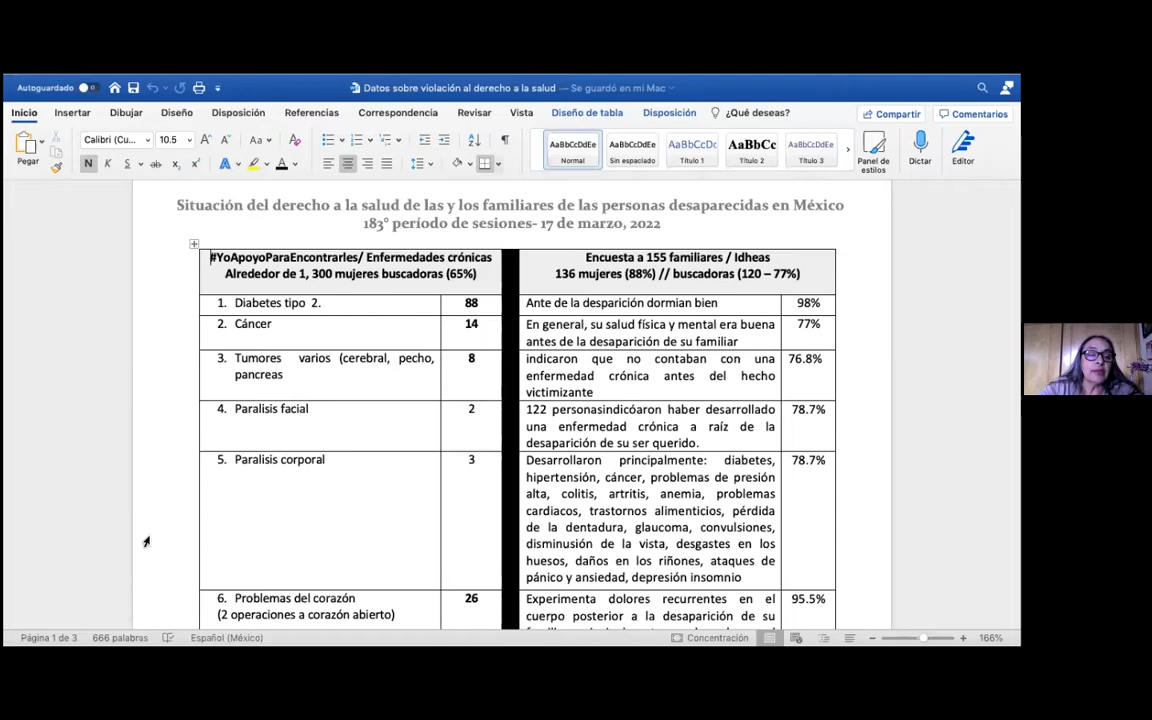 Autoguardado
Datos sobre violación al derecho a la salud — Se guardó en mi Mac
Inicio Insertar Dibujar Diseño Disposición Referencias Correspondencia Revisar Vista Diseño de tabla Disposición ¿Qué deseas? Compartir Comentarios
Pegar
Calibri (Cu... 10.5
N K S ab x₂ x²
AaBbCcDdEe Normal
AaBbCcDdEe Sin espaciado
AaBbCcDc Título 1
AaBbCc Título 2
AaBbCcDdEe Título 3
Panel de estilos
Dictar
Editor
Situación del derecho a la salud de las y los familiares de las personas desaparecidas en México
183° período de sesiones- 17 de marzo, 2022
#YoApoyoParaEncontrarles/ Enfermedades crónicas
Alrededor de 1, 300 mujeres buscadoras (65%)
1. Diabetes tipo 2. 88
2. Cáncer 14
3. Tumores varios (cerebral, pecho, 8
pancreas
4. Paralisis facial 2
5. Paralisis corporal 3
6. Problemas del corazón 26
(2 operaciones a corazón abierto)
Encuesta a 155 familiares / Idheas
136 mujeres (88%) // buscadoras (120 – 77%)
Ante de la desparición dormian bien 98%
En general, su salud física y mental era buena 77%
antes de la desaparición de su familiar
indicaron que no contaban con una 76.8%
enfermedad crónica antes del hecho
victimizante
122 personasindicóaron haber desarrollado 78.7%
una enfermedad crónica a raíz de la
desaparición de su ser querido.
Desarrollaron principalmente: diabetes, 78.7%
hipertensión, cáncer, problemas de presión
alta, colitis, artritis, anemia, problemas
cardiacos, trastornos alimenticios, pérdida
de la dentadura, glaucoma, convulsiones,
disminusión de la vista, desgastes en los
huesos, daños en los riñones, ataques de
pánico y ansiedad, depresión insomnio
Experimenta dolores recurrentes en el 95.5%
cuerpo posterior a la desaparición de su
Página 1 de 3 666 palabras Español (México) Concentración 166%